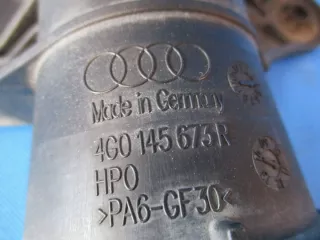 Made in Germany
4G0 145 673 R
HPO
>PA6-GF30<